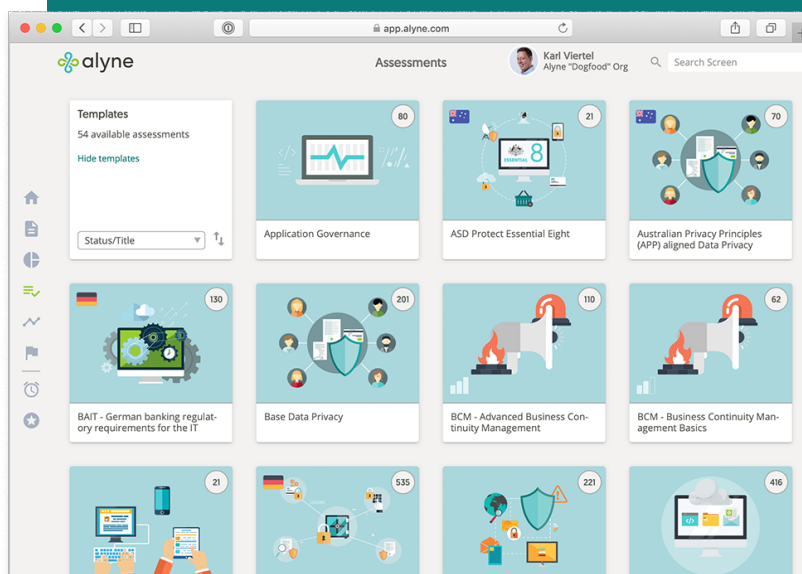 app.alyne.com
alyne
Assessments
Karl Viertel
Alyne "Dogfood" Org
Search Screen
Templates
54 available assessments
Hide templates
Status/Title
80
Application Governance
21
ESSENTIAL 8
ASD Protect Essential Eight
70
Australian Privacy Principles
(APP) aligned Data Privacy
130
BAIT - German banking regulat-
ory requirements for the IT
201
Base Data Privacy
110
BCM - Advanced Business Con-
tinuity Management
62
BCM - Business Continuity Man-
agement Basics
21
535
221
416